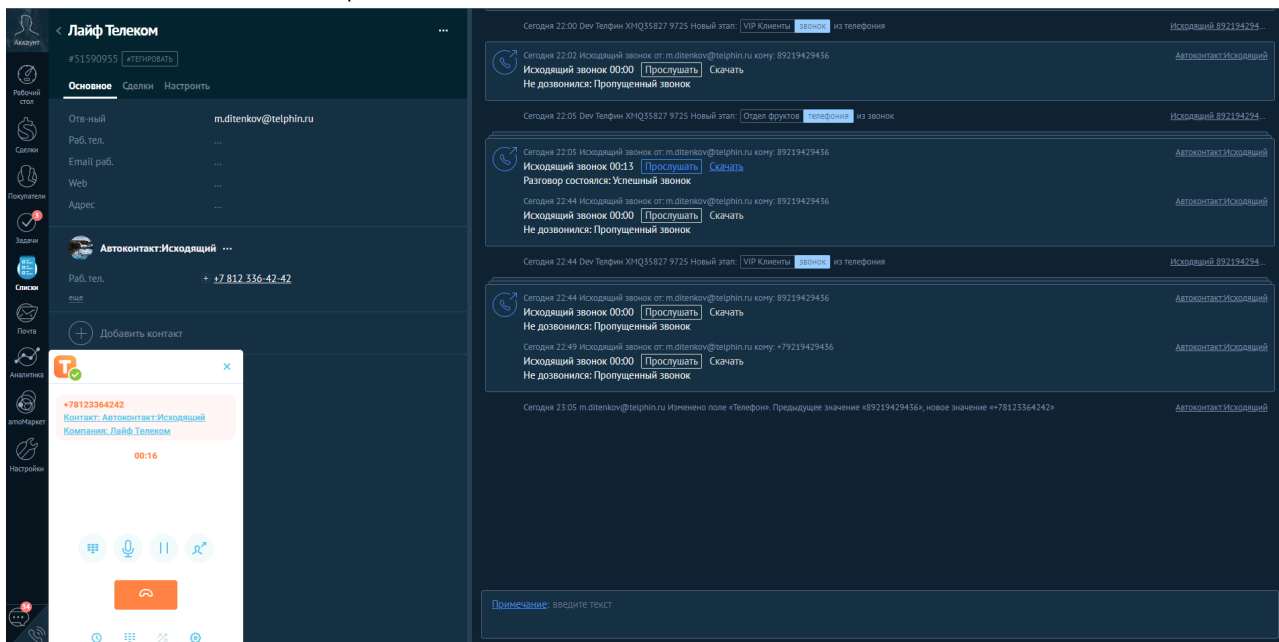 Аккаунт
Рабочий
стол
Сделки
Покупатели
3
Задачи
Списки
Почта
Аналитика
amoМаркет
Настройки
34
Лайф Телеком
...
#51590955 #ТЕГИРОВАТЬ
Основное Сделки Настроить
Отв-ный m.ditenkov@telphin.ru
Раб. тел. ...
Email раб. ...
Web ...
Адрес ...
Автоконтакт:Исходящий ...
Раб. тел. + +7 812 336-42-42
еще
Добавить контакт
T
×
+78123364242
Контакт: Автоконтакт:Исходящий
Компания: Лайф Телеком
00:16
Сегодня 22:00 Dev Телфин XMQ35827 9725 Новый этап: VIP Клиенты звонок из телефония Исходящий 892194294...
Сегодня 22:02 Исходящий звонок от: m.ditenkov@telphin.ru кому: 89219429436 Автоконтакт:Исходящий
Исходящий звонок 00:00 Прослушать Скачать
Не дозвонился: Пропущенный звонок
Сегодня 22:05 Dev Телфин XMQ35827 9725 Новый этап: Отдел фруктов телефония из звонок Исходящий 892194294...
Сегодня 22:05 Исходящий звонок от: m.ditenkov@telphin.ru кому: 89219429436 Автоконтакт:Исходящий
Исходящий звонок 00:13 Прослушать Скачать
Разговор состоялся: Успешный звонок
Сегодня 22:44 Исходящий звонок от: m.ditenkov@telphin.ru кому: 89219429436 Автоконтакт:Исходящий
Исходящий звонок 00:00 Прослушать Скачать
Не дозвонился: Пропущенный звонок
Сегодня 22:44 Dev Телфин XMQ35827 9725 Новый этап: VIP Клиенты звонок из телефония Исходящий 892194294...
Сегодня 22:44 Исходящий звонок от: m.ditenkov@telphin.ru кому: 89219429436 Автоконтакт:Исходящий
Исходящий звонок 00:00 Прослушать Скачать
Не дозвонился: Пропущенный звонок
Сегодня 22:49 Исходящий звонок от: m.ditenkov@telphin.ru кому: +79219429436 Автоконтакт:Исходящий
Исходящий звонок 00:00 Прослушать Скачать
Не дозвонился: Пропущенный звонок
Сегодня 23:05 m.ditenkov@telphin.ru Изменено поле «Телефон». Предыдущее значение «89219429436», новое значение «+78123364242» Автоконтакт:Исходящий
Примечание: введите текст